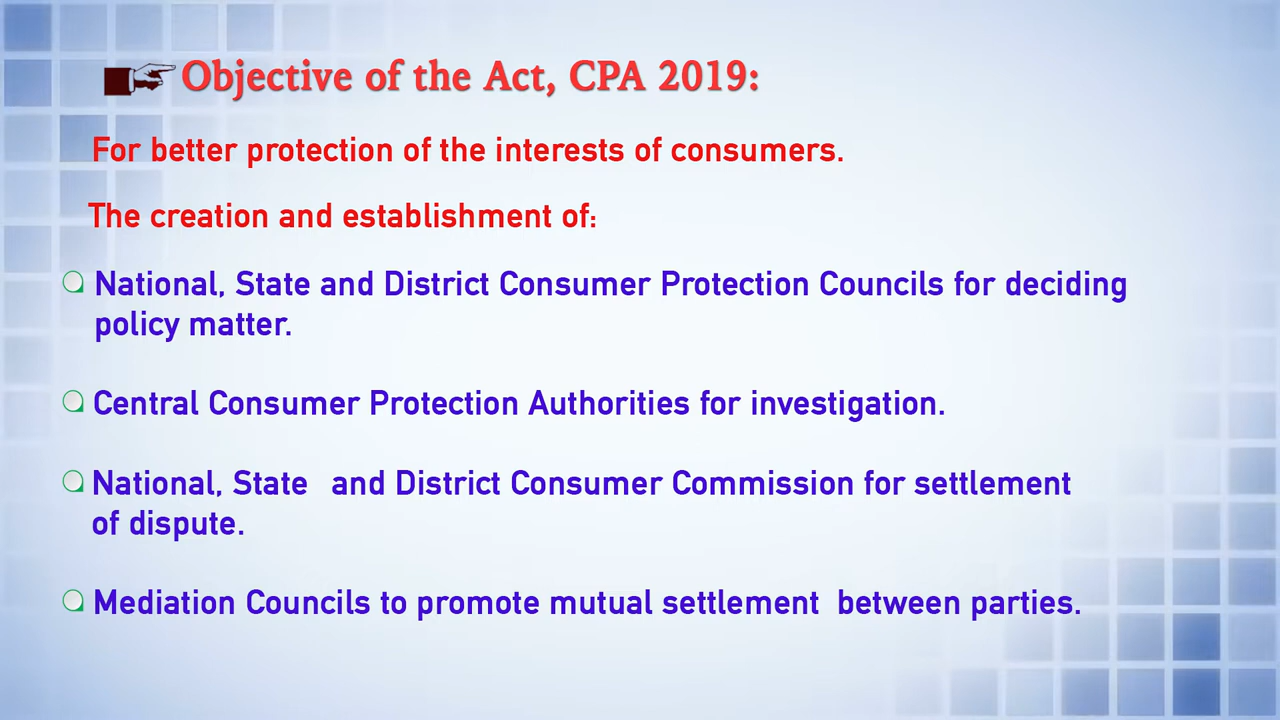 Objective of the Act, CPA 2019:
For better protection of the interests of consumers.
The creation and establishment of:
National, State and District Consumer Protection Councils for deciding
policy matter.
Central Consumer Protection Authorities for investigation.
National, State and District Consumer Commission for settlement
of dispute.
Mediation Councils to promote mutual settlement between parties.